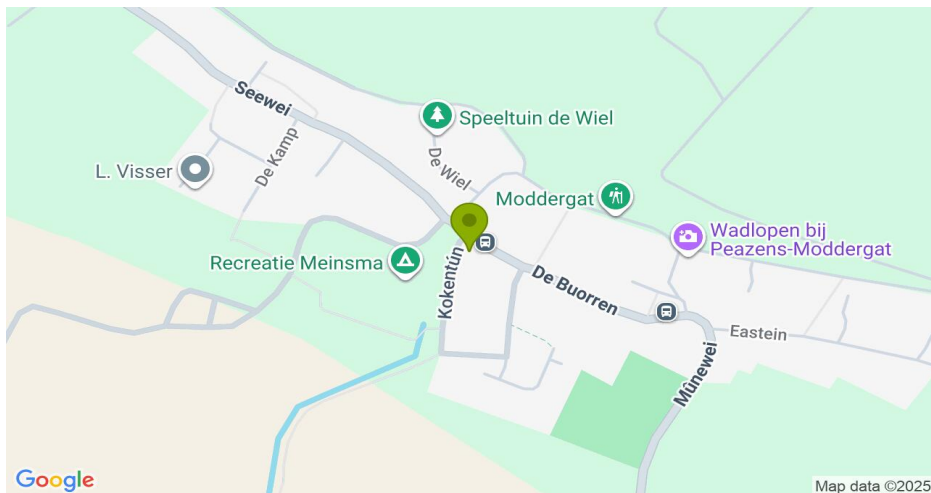 Seewei
Speeltuin de Wiel
De Kamp
L. Visser
De Wiel
Moddergat
Wadlopen bij
Peazens-Moddergat
Recreatie Meinsma
Kokentún
De Buorren
Eastein
Mûnewei
Google
Map data ©2025